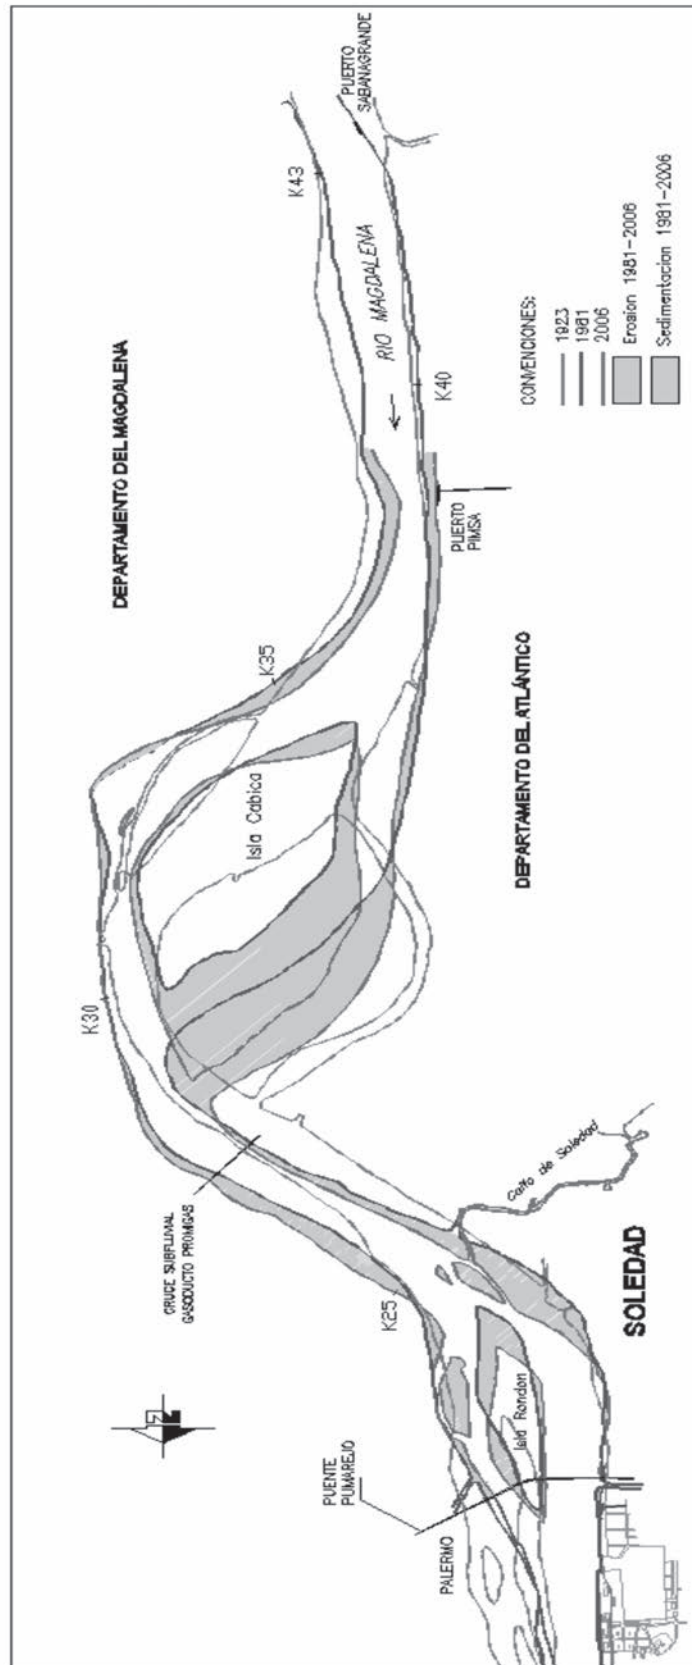 DEPARTAMENTO DEL MAGDALENA
PUERTO
SABANAGRANDE
K43
RIO MAGDALENA
K40
PUERTO
PIMSA
K35
Isla Cabica
DEPARTAMENTO DEL ATLÁNTICO
K30
CRUCE SUBFLUVIAL
GASODUCTO PROMIGAS
Caño de Soledad
K25
SOLEDAD
Isla Rondon
PUENTE
PUMAREJO
PALERMO
CONVENCIONES:
1923
1981
2006
Erosion 1981-2006
Sedimentacion 1981-2006